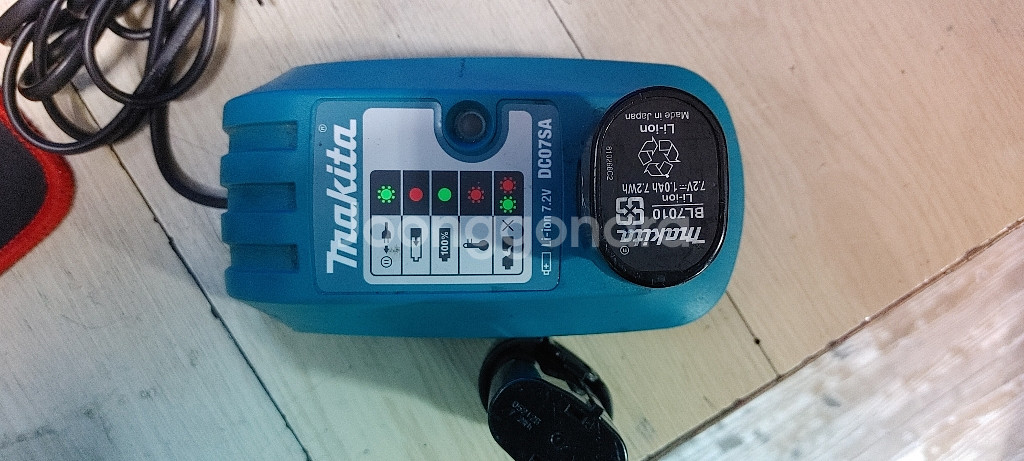 makita®
Li-ion 7.2V DC07SA
100%
makita®
BL7010
Li-ion
7.2V⎓1.0Ah 7.2Wh
Li-ion
Made in Japan